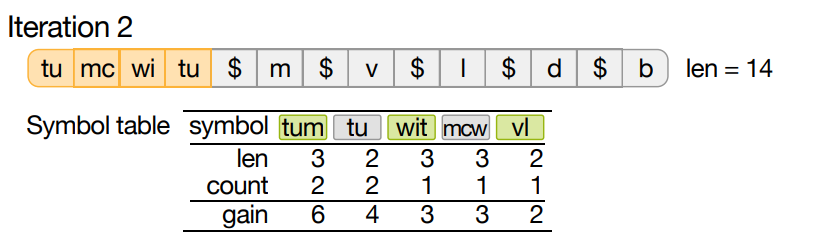 Iteration 2
tu mc wi tu $ m $ v $ l $ d $ b len = 14
Symbol table symbol tum tu wit mcw vl
len 3 2 3 3 2
count 2 2 1 1 1
gain 6 4 3 3 2